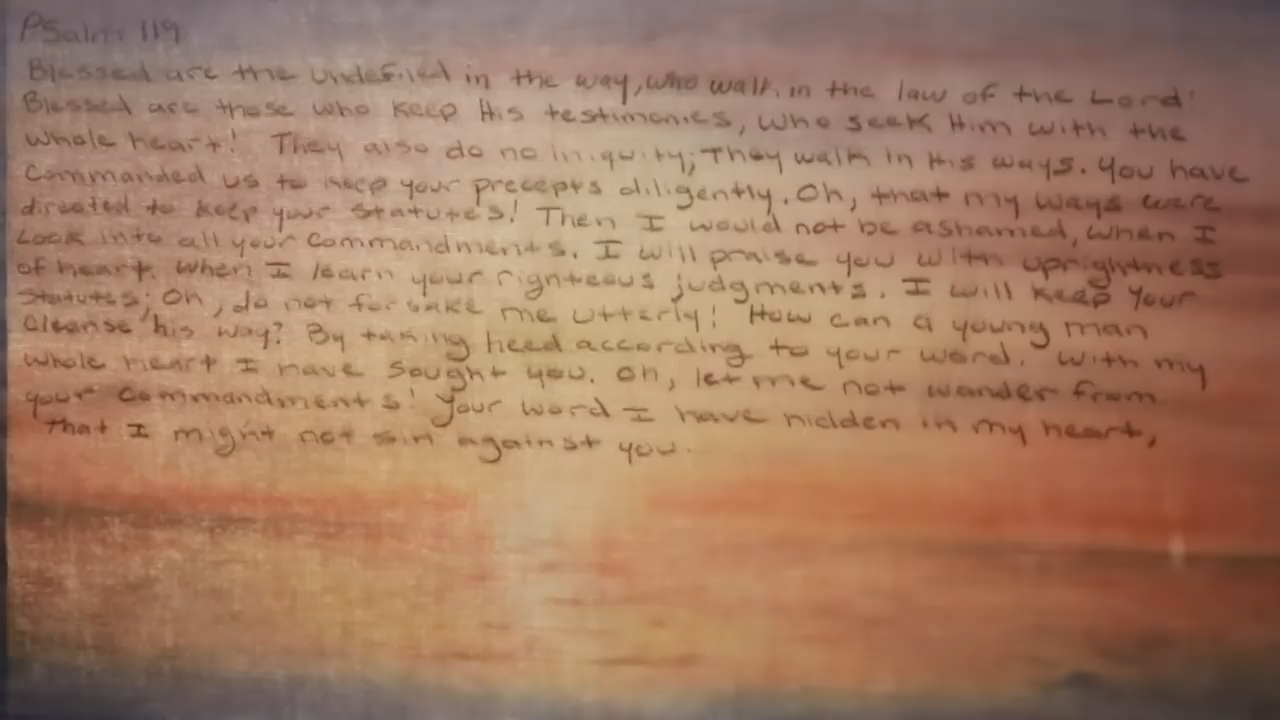 Psalm 119
Blessed are the undefiled in the way, who walk in the law of the Lord!
Blessed are those who keep His testimonies, who seek Him with the
whole heart! They also do no iniquity; They walk in His ways. You have
Commanded us to keep your precepts diligently. Oh, that my ways were
directed to keep your statutes! Then I would not be ashamed, when I
Look into all your commandments. I will praise you with uprightness
of heart, when I learn your righteous judgments. I will keep your
Statutes; Oh, do not forsake me utterly! How can a young man
Cleanse his way? By taking heed according to your word. With my
whole heart I have sought you. Oh, let me not wander from
your commandments! Your word I have hidden in my heart,
That I might not sin against you.